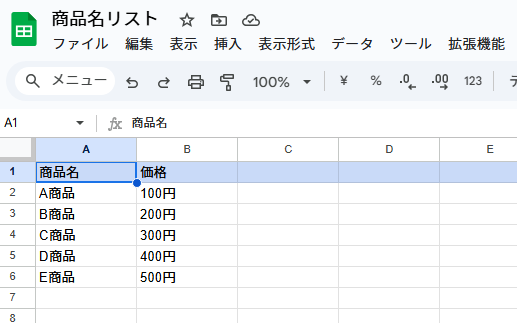 商品名リスト
ファイル 編集 表示 挿入 表示形式 データ ツール 拡張機能
メニュー 100% ¥ % .0 .00 123
A1 fx 商品名
A B C D E
1 商品名 価格
2 A商品 100円
3 B商品 200円
4 C商品 300円
5 D商品 400円
6 E商品 500円
7
8